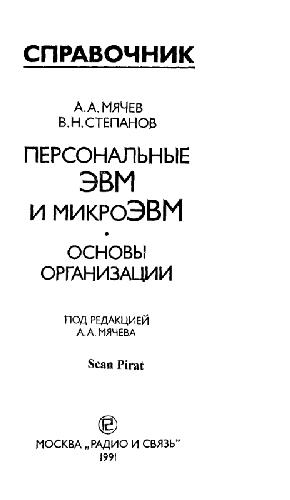 СПРАВОЧНИК
А.А.МЯЧЕВ
В.Н.СТЕПАНОВ
ПЕРСОНАЛЬНЫЕ
ЭВМ
И МИКРОЭВМ
·
ОСНОВЫ
ОРГАНИЗАЦИИ
ПОД РЕДАКЦИЕЙ
А.А.МЯЧЕВА
Scan Pirat
МОСКВА „РАДИО И СВЯЗЬ"
1991